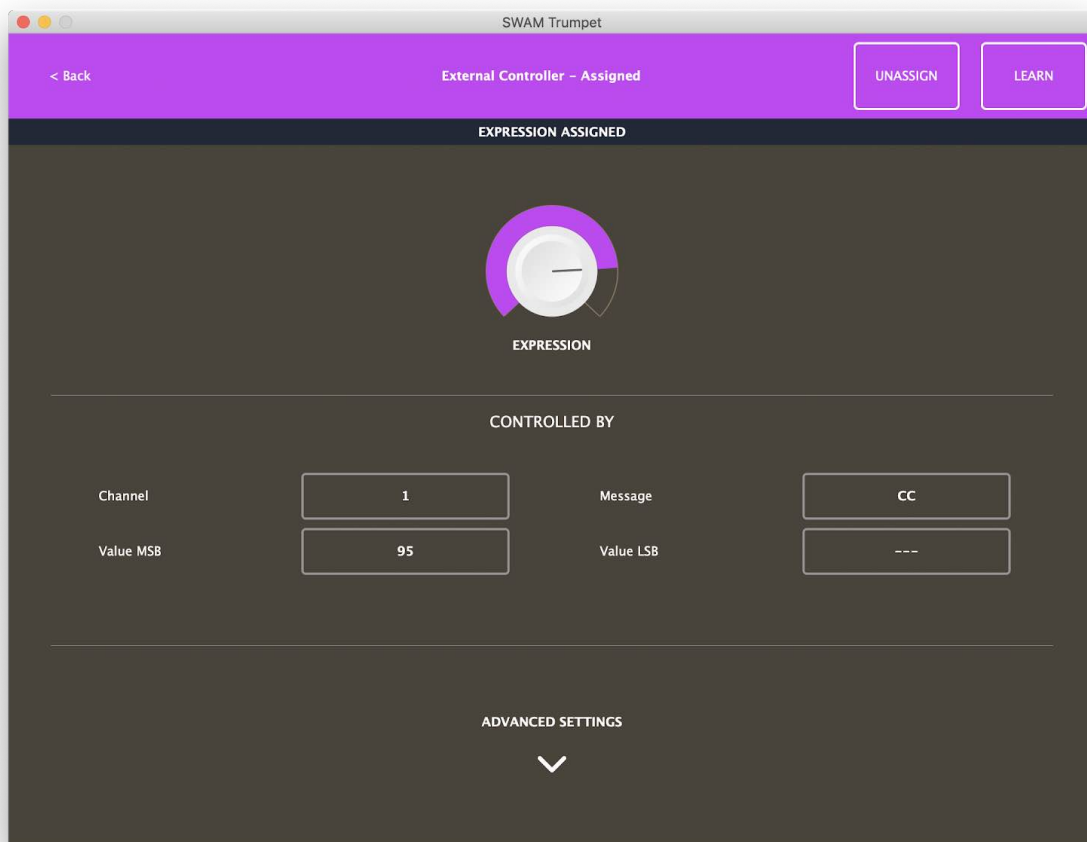 SWAM Trumpet
< Back
External Controller – Assigned
UNASSIGN
LEARN
EXPRESSION ASSIGNED
EXPRESSION
CONTROLLED BY
Channel
1
Message
CC
Value MSB
95
Value LSB
---
ADVANCED SETTINGS